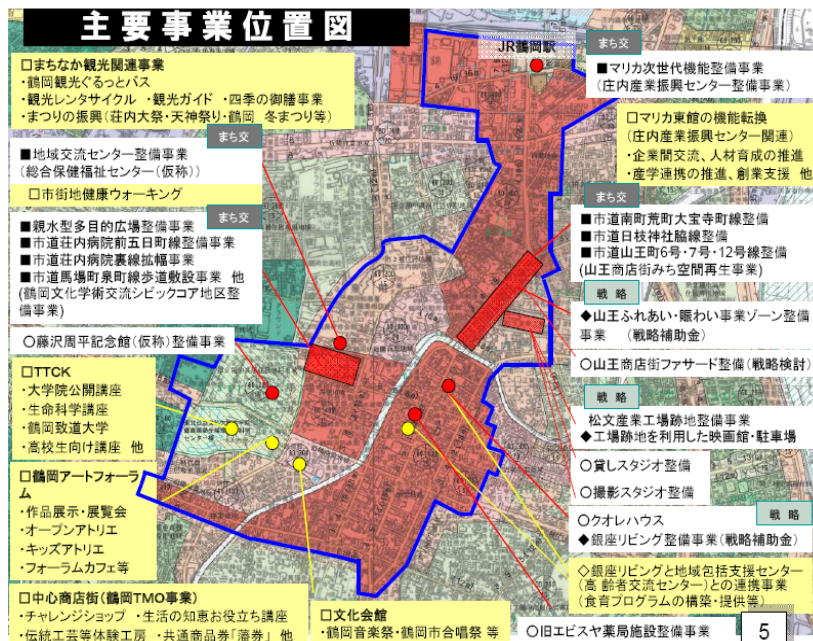 主要事業位置図
JR鶴岡駅
□まちなか観光関連事業
・鶴岡観光ぐるっとバス
・観光レンタサイクル ・観光ガイド ・四季の御膳事業
・まつりの振興(荘内大祭・天神祭り・鶴岡 冬まつり等)
まち交
■地域交流センター整備事業
(総合保健福祉センター(仮称))
□市街地健康ウォーキング
まち交
■親水型多目的広場整備事業
■市道荘内病院前五日町線整備事業
■市道荘内病院裏線拡幅事業
■市道馬場町泉町線歩道敷設事業 他
(鶴岡文化学術交流シビックコア地区整
備事業)
○藤沢周平記念館(仮称)整備事業
□TTCK
・大学院公開講座
・生命科学講座
・鶴岡致道大学
・高校生向け講座 他
□鶴岡アートフォーラ
ム
・作品展示・展覧会
・オープンアトリエ
・キッズアトリエ
・フォーラムカフェ等
□中心商店街(鶴岡TMO事業)
・チャレンジショップ ・生活の知恵お役立ち講座
・伝統工芸等体験工房 ・共通商品券「藩券」 他
□文化会館
・鶴岡音楽祭・鶴岡市合唱祭 等
まち交
■マリカ次世代機能整備事業
(庄内産業振興センター整備事業)
□マリカ東館の機能転換
(庄内産業振興センター関連)
・企業間交流、人材育成の推進
・産学連携の推進、創業支援 他
まち交
■市道南町荒町大宝寺町線整備
■市道日枝神社脇線整備
■市道山王町6号・7号・12号線整備
(山王商店街みち空間再生事業)
戦略
◆山王ふれあい・賑わい事業ゾーン整備
事業 (戦略補助金)
○山王商店街ファサード整備(戦略検討)
戦略
松文産業工場跡地整備事業
◆工場跡地を利用した映画館・駐車場
○貸しスタジオ整備
○撮影スタジオ整備
戦略
○クオレハウス
◆銀座リビング整備事業(戦略補助金)
◇銀座リビングと地域包括支援センター
(高 齢者交流センター)との連携事業
(食育プログラムの構築・提供等)
○旧エビスヤ薬局施設整備事業
5